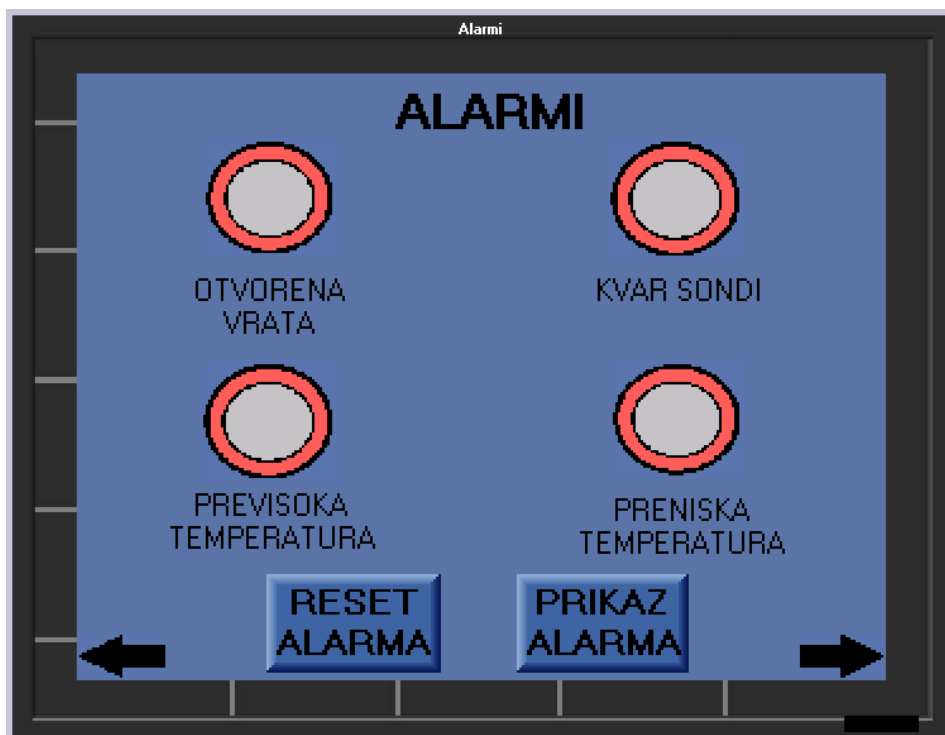 Alarmi
ALARMI
OTVORENA
VRATA
KVAR SONDI
PREVISOKA
TEMPERATURA
PRENISKA
TEMPERATURA
RESET
ALARMA
PRIKAZ
ALARMA